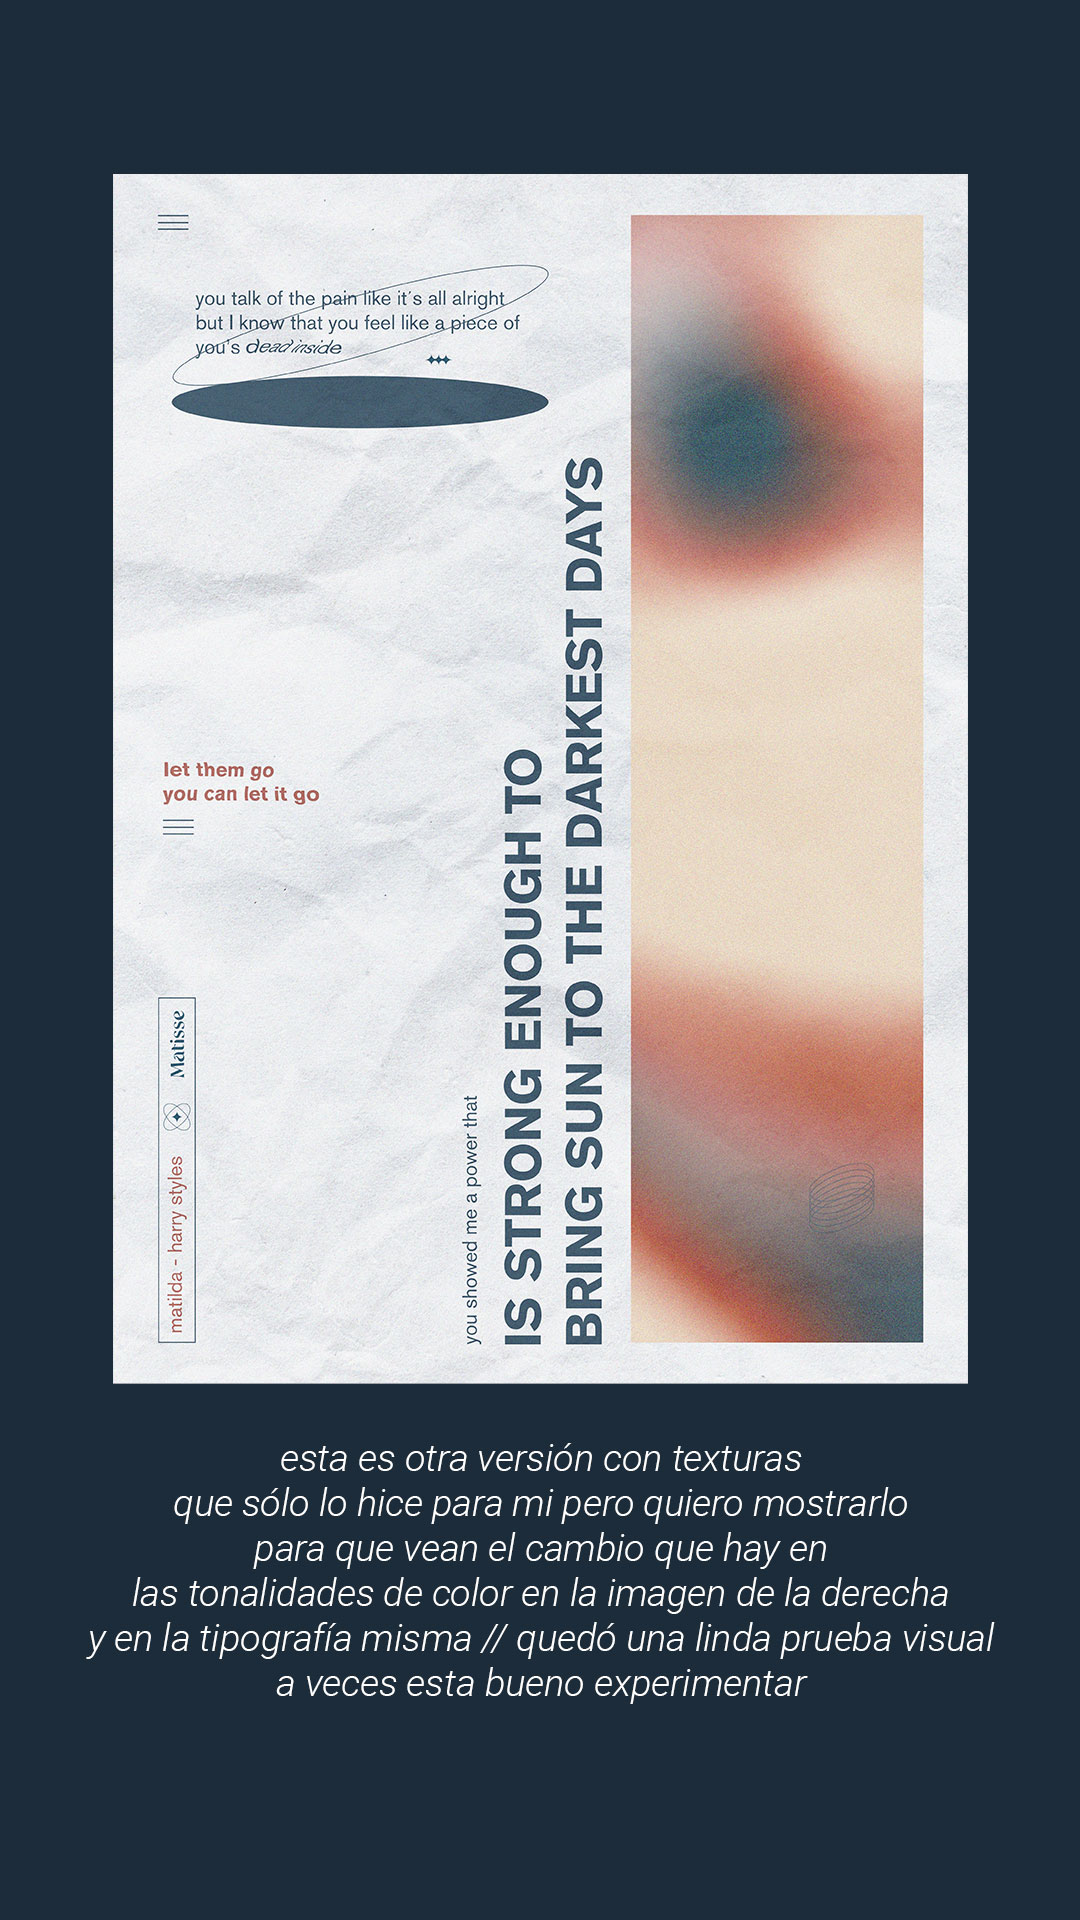 you talk of the pain like it´s all alright
but I know that you feel like a piece of
you's dead inside
let them go
you can let it go
matilda - harry styles
Matisse
you showed me a power that
IS STRONG ENOUGH TO
BRING SUN TO THE DARKEST DAYS
esta es otra versión con texturas
que sólo lo hice para mi pero quiero mostrarlo
para que vean el cambio que hay en
las tonalidades de color en la imagen de la derecha
y en la tipografía misma // quedó una linda prueba visual
a veces esta bueno experimentar